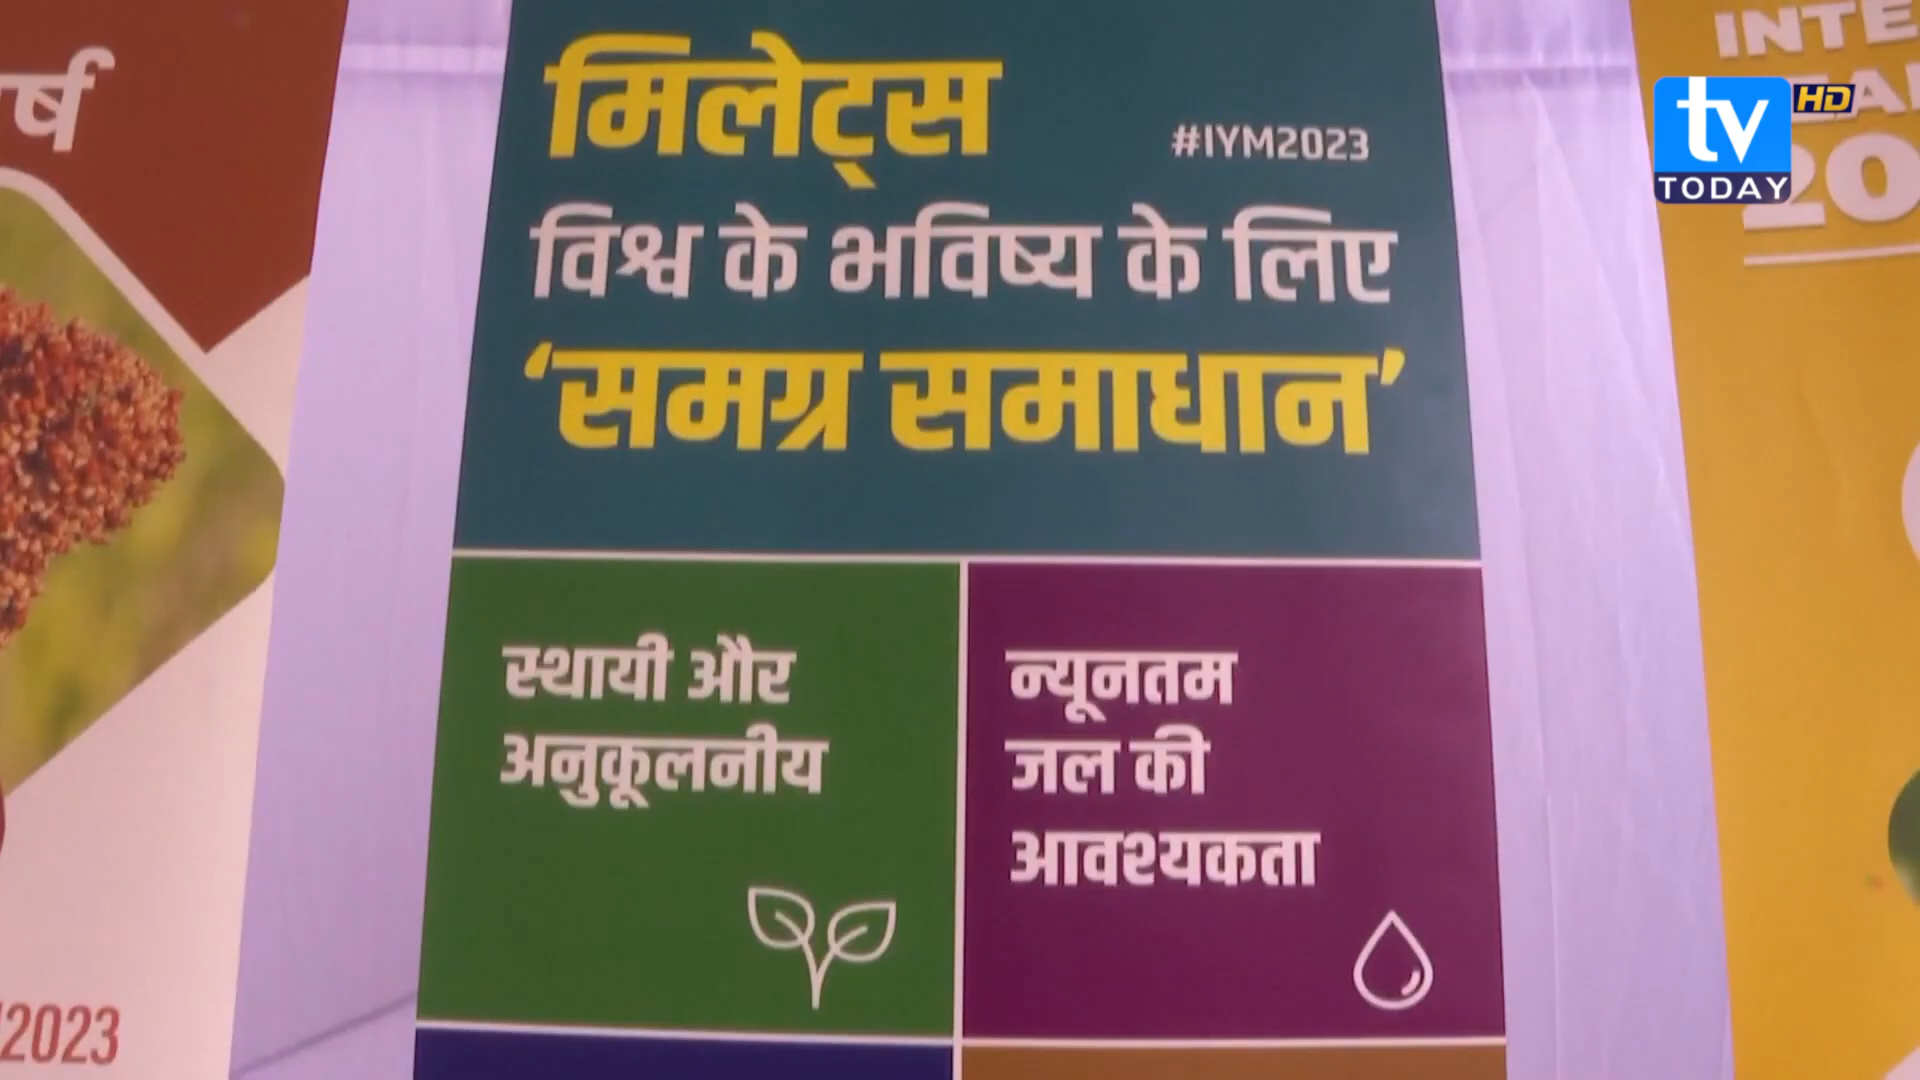 र्ष
2023
मिलेट्स
#IYM2023
विश्व के भविष्य के लिए
‘समग्र समाधान’
स्थायी और
अनुकूलनीय
न्यूनतम
जल की
आवश्यकता
INTE
20
tv HD
TODAY